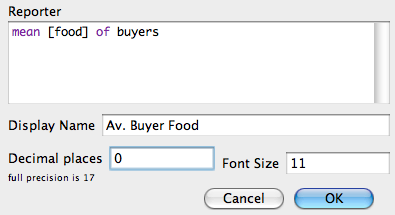 Reporter
mean [food] of buyers
Display Name Av. Buyer Food
Decimal places 0 Font Size 11
full precision is 17
Cancel OK